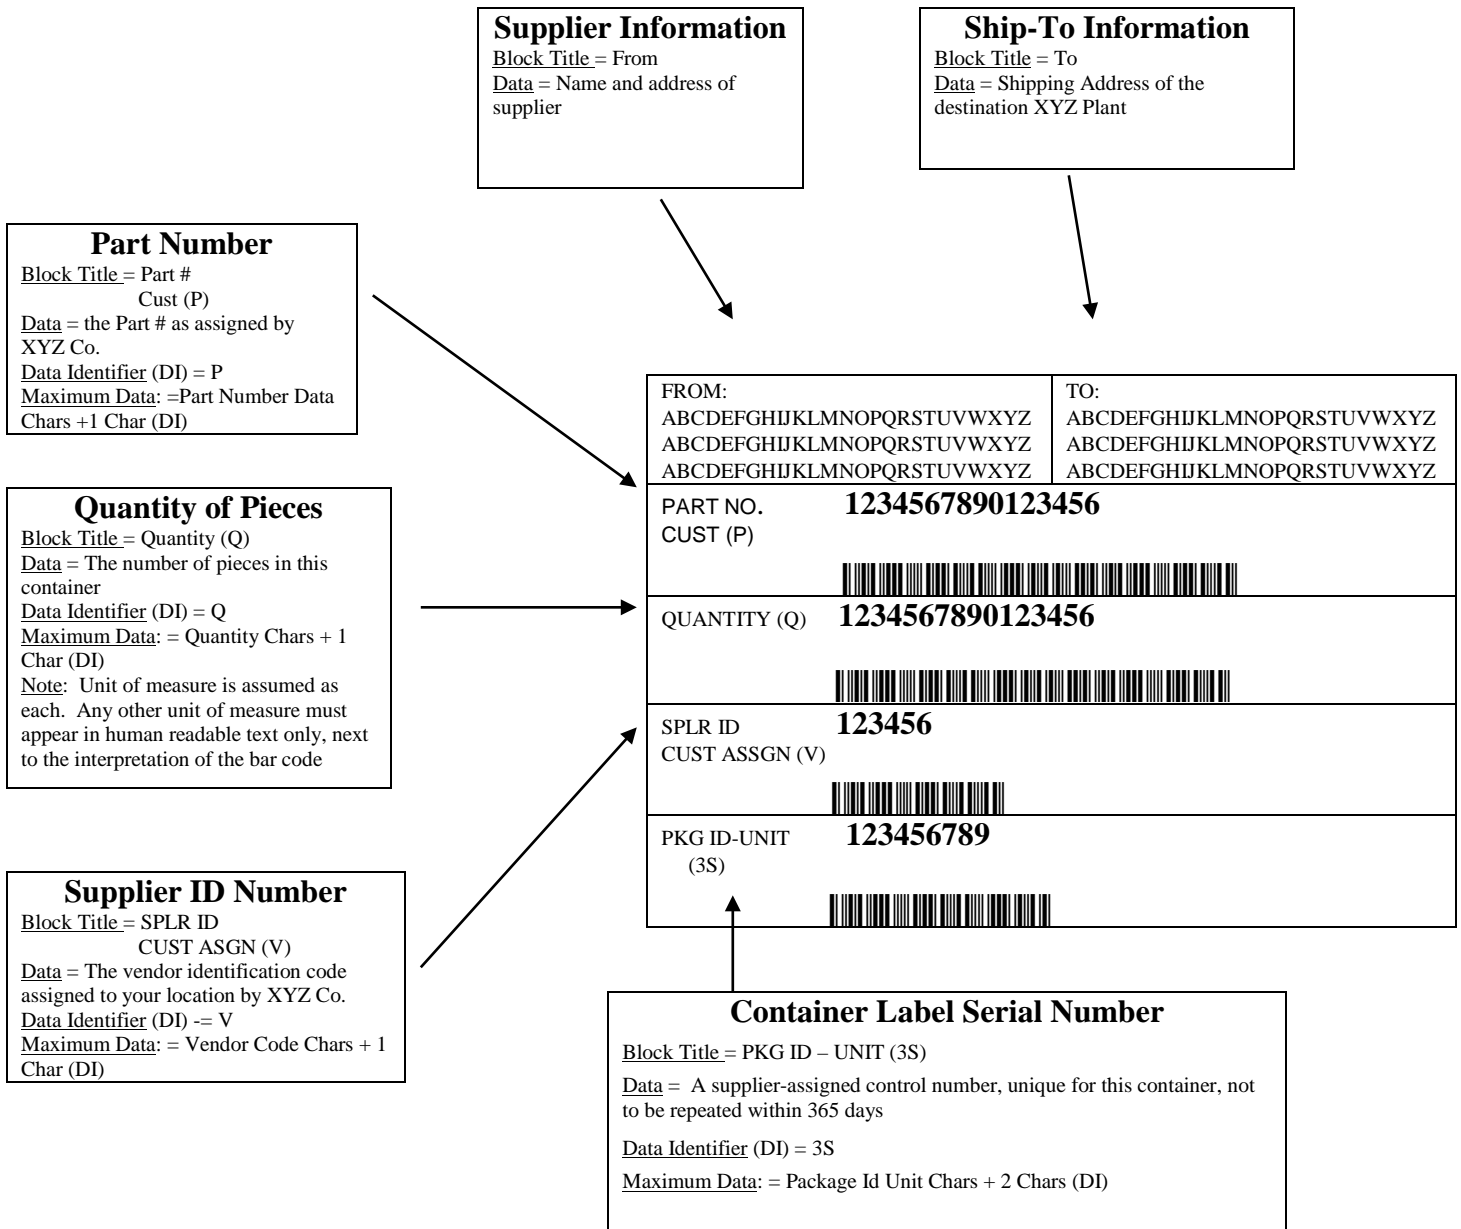 Supplier Information
Block Title = From
Data = Name and address of
supplier
Ship-To Information
Block Title = To
Data = Shipping Address of the
destination XYZ Plant
Part Number
Block Title = Part #
Cust (P)
Data = the Part # as assigned by
XYZ Co.
Data Identifier (DI) = P
Maximum Data: =Part Number Data
Chars +1 Char (DI)
Quantity of Pieces
Block Title = Quantity (Q)
Data = The number of pieces in this
container
Data Identifier (DI) = Q
Maximum Data: = Quantity Chars + 1
Char (DI)
Note: Unit of measure is assumed as
each. Any other unit of measure must
appear in human readable text only, next
to the interpretation of the bar code
Supplier ID Number
Block Title = SPLR ID
CUST ASGN (V)
Data = The vendor identification code
assigned to your location by XYZ Co.
Data Identifier (DI) -= V
Maximum Data: = Vendor Code Chars + 1
Char (DI)
FROM:
ABCDEFGHIJKLMNOPQRSTUVWXYZ
ABCDEFGHIJKLMNOPQRSTUVWXYZ
ABCDEFGHIJKLMNOPQRSTUVWXYZ
TO:
ABCDEFGHIJKLMNOPQRSTUVWXYZ
ABCDEFGHIJKLMNOPQRSTUVWXYZ
ABCDEFGHIJKLMNOPQRSTUVWXYZ
PART NO. 1234567890123456
CUST (P)
QUANTITY (Q) 1234567890123456
SPLR ID 123456
CUST ASSGN (V)
PKG ID-UNIT 123456789
(3S)
Container Label Serial Number
Block Title = PKG ID – UNIT (3S)
Data = A supplier-assigned control number, unique for this container, not
to be repeated within 365 days
Data Identifier (DI) = 3S
Maximum Data: = Package Id Unit Chars + 2 Chars (DI)